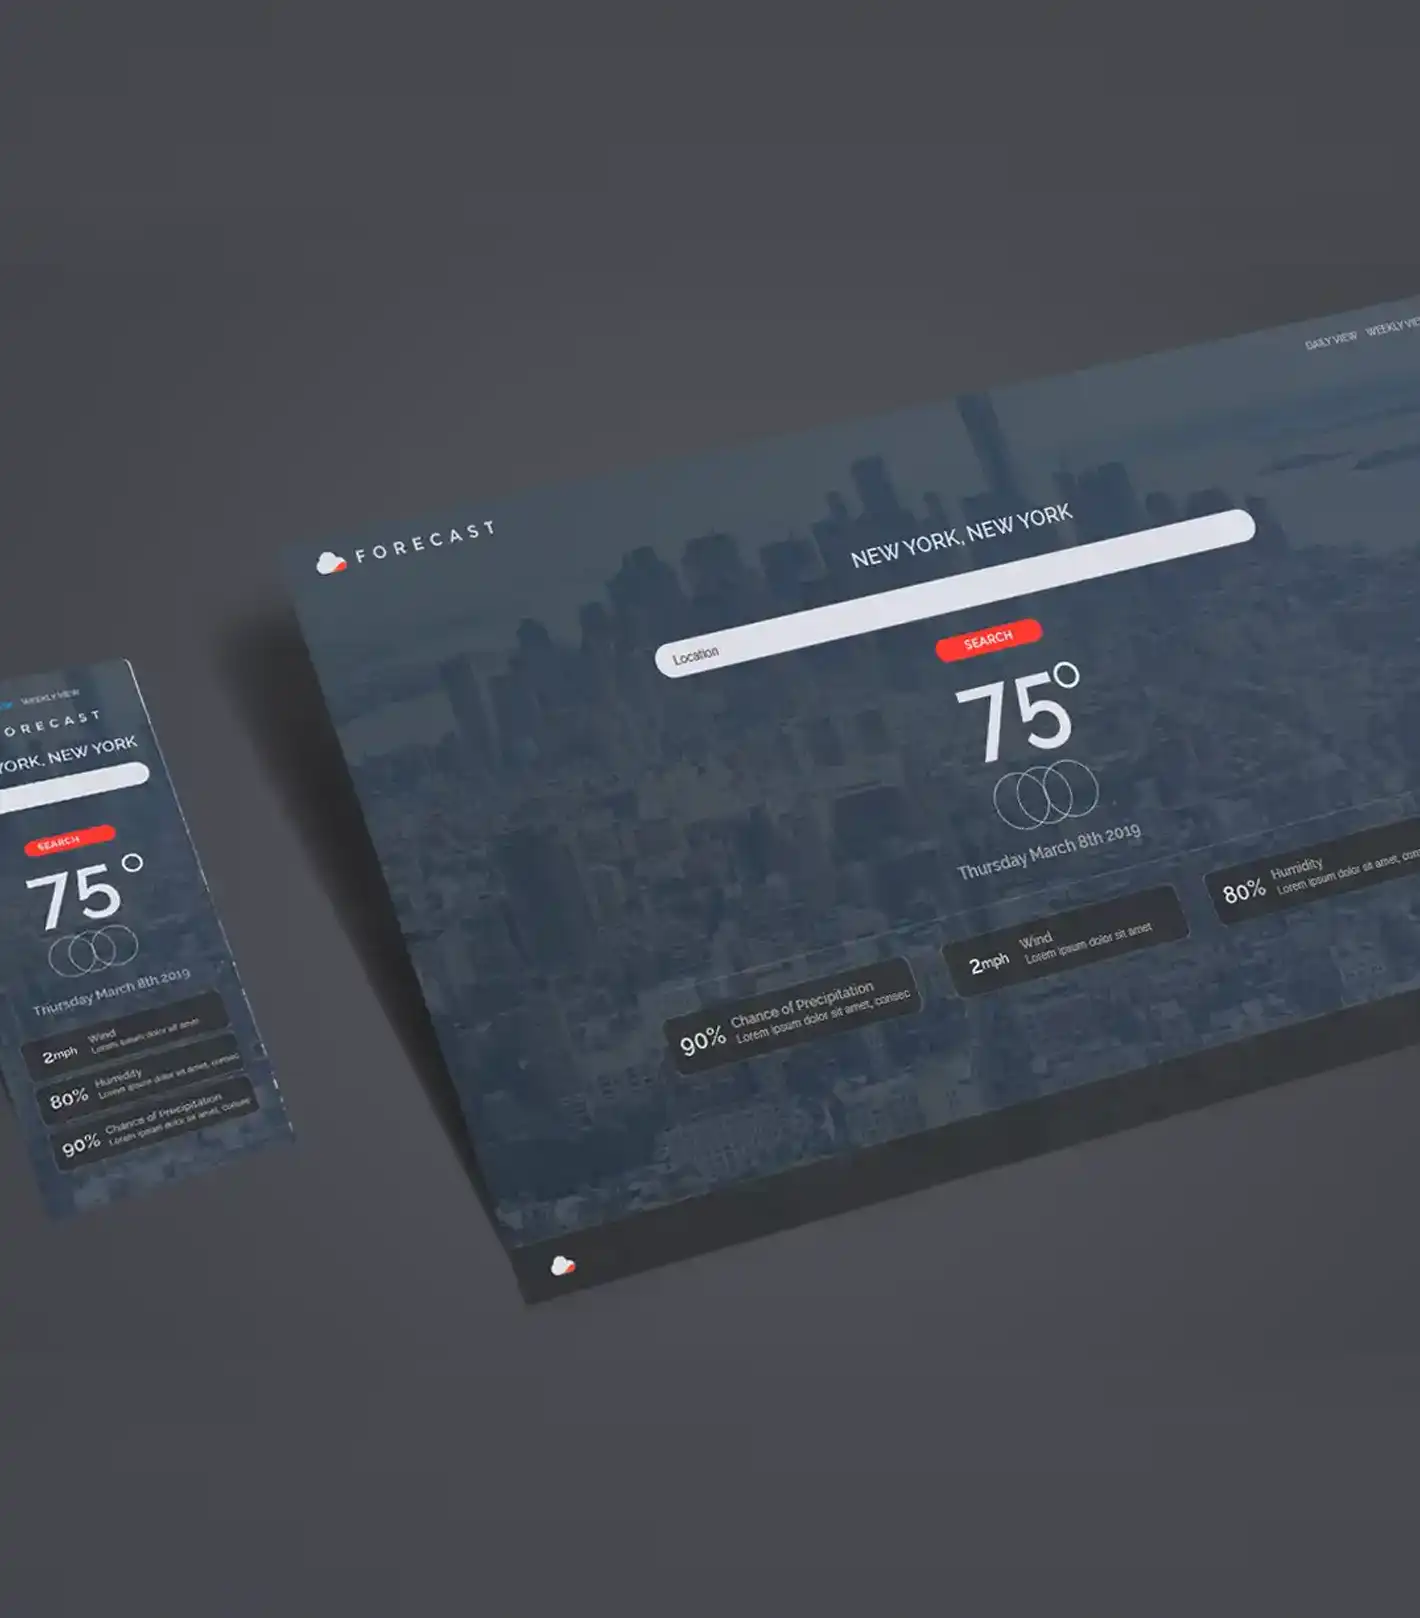 WEEKLY VIEW
ORECAST
YORK, NEW YORK
SEARCH
75°
Thursday March 8th 2019
2mph Wind
Lorem ipsum dolor sit amet
80% Humidity
Lorem ipsum dolor sit amet, consec
90% Chance of Precipitation
Lorem ipsum dolor sit amet, consec
DAILY VIEW WEEKLY VIE
FORECAST
NEW YORK, NEW YORK
Location
SEARCH
75°
Thursday March 8th 2019
90% Chance of Precipitation
Lorem ipsum dolor sit amet, consec
2mph Wind
Lorem ipsum dolor sit amet
80% Humidity
Lorem ipsum dolor sit amet, con